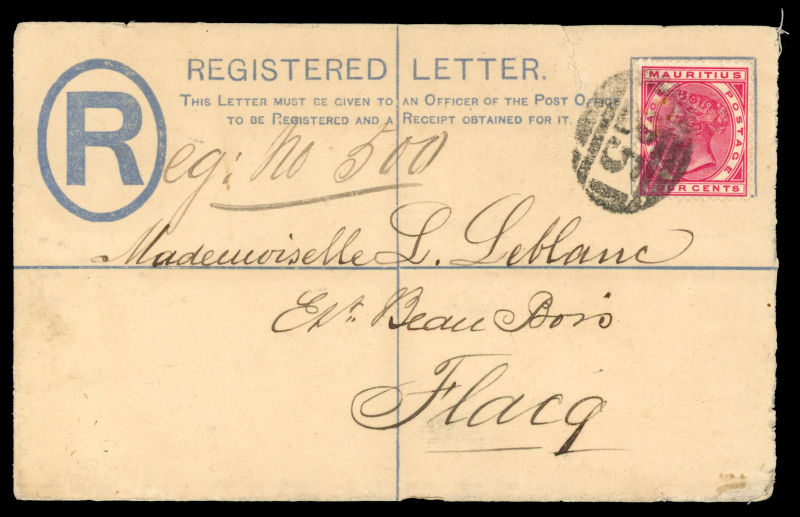 REGISTERED LETTER.
THIS LETTER MUST BE GIVEN TO AN OFFICER OF THE POST OFFICE
TO BE REGISTERED AND A RECEIPT OBTAINED FOR IT.
R
MAURITIUS
POSTAGE
FOUR CENTS
Reg: No 500
Mademoiselle L. Leblanc
Est. Beau Bois
Flacq